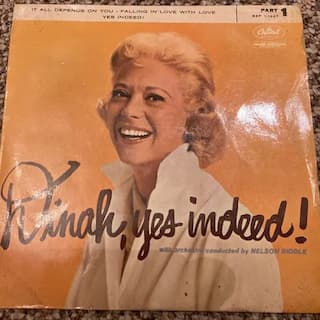 IT ALL DEPENDS ON YOU - FALLING IN LOVE WITH LOVE
YES INDEED!
PART 1
Capitol
Dinah, yes indeed!
with orchestra conducted by NELSON RIDDLE